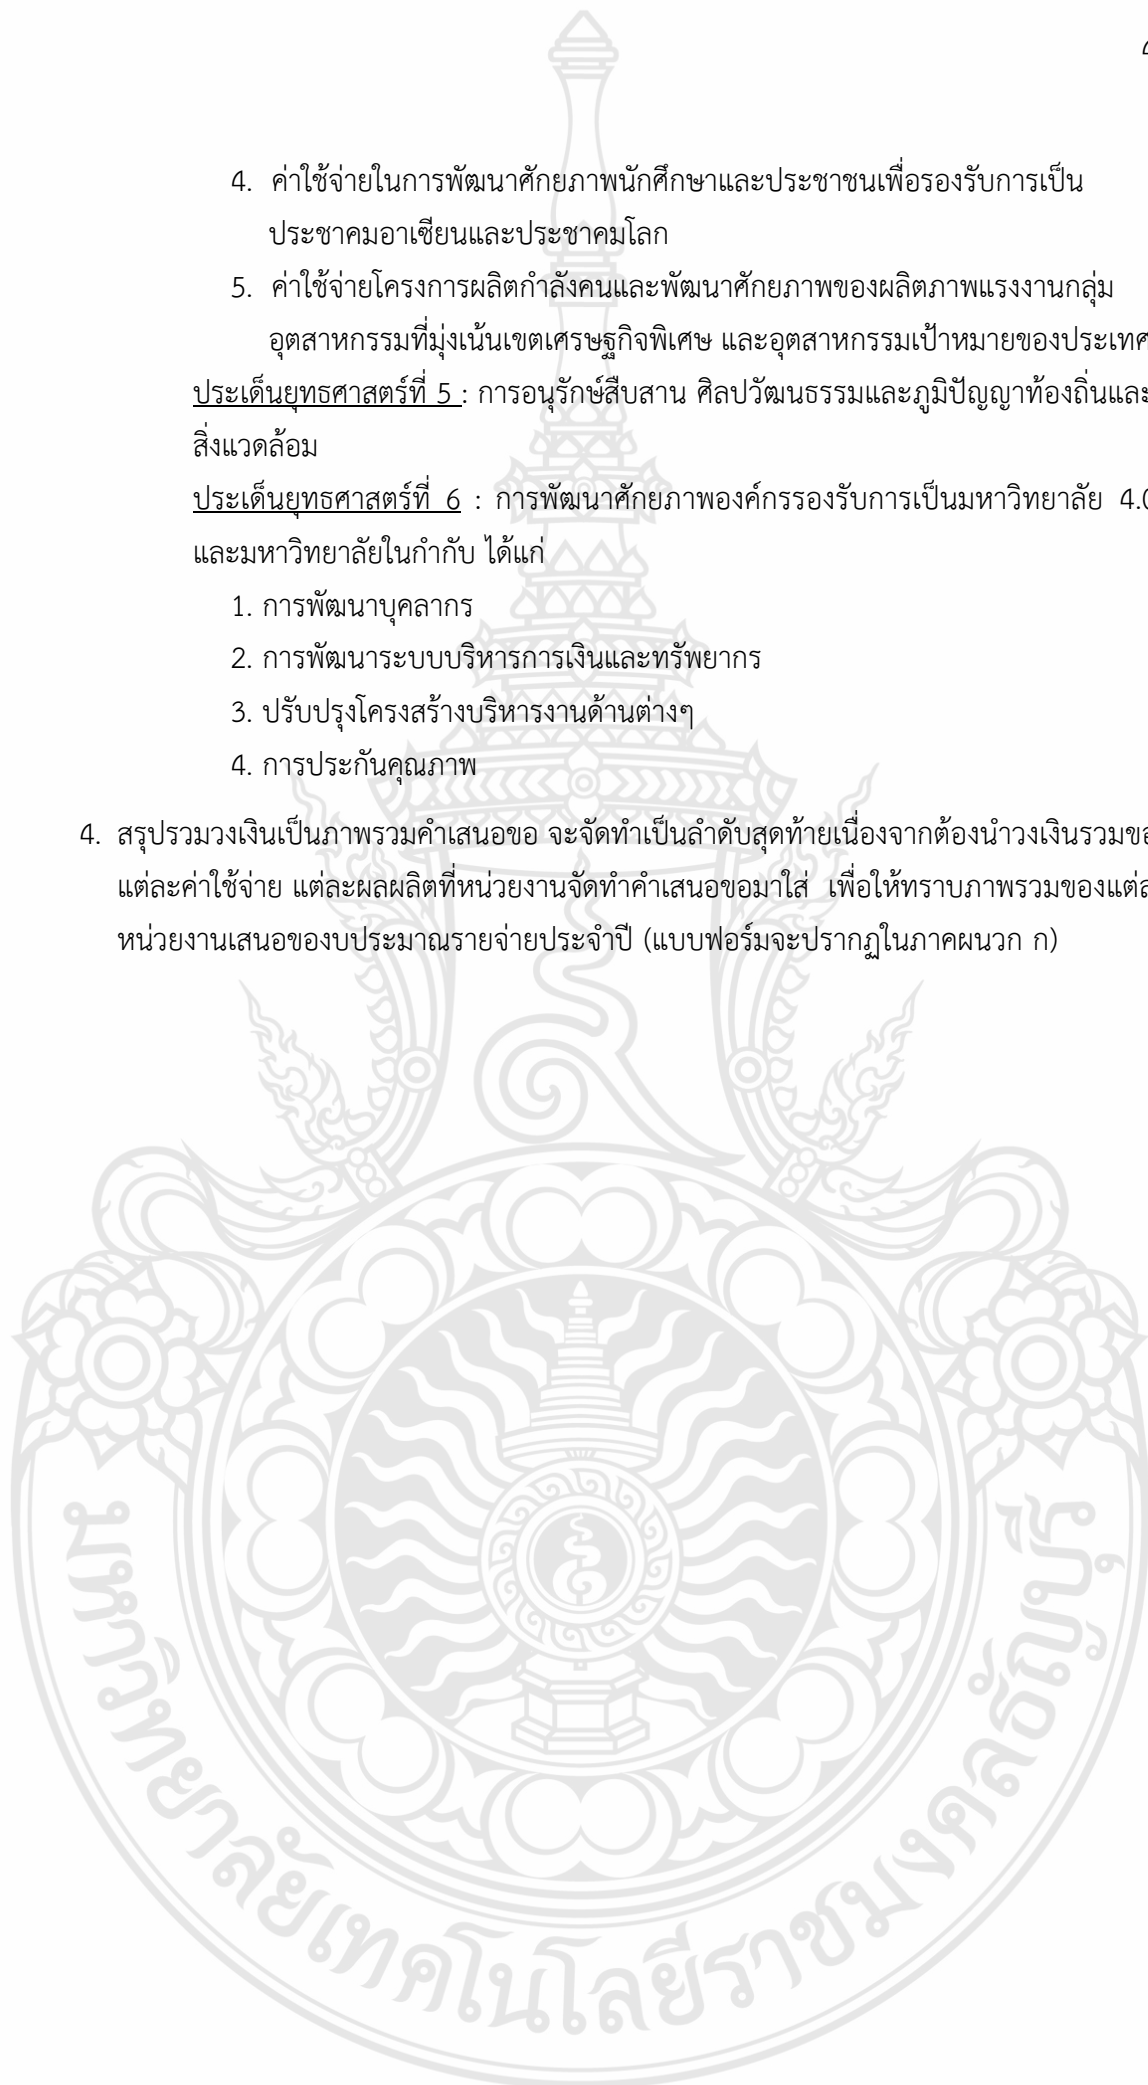 4. ค่าใช้จ่ายในการพัฒนาศักยภาพนักศึกษาและประชาชนเพื่อรองรับการเป็น
ประชาคมอาเซียนและประชาคมโลก
5. ค่าใช้จ่ายโครงการผลิตกำลังคนและพัฒนาศักยภาพของผลิตภาพแรงงานกลุ่ม
อุตสาหกรรมที่มุ่งเน้นเขตเศรษฐกิจพิเศษ และอุตสาหกรรมเป้าหมายของประเทศ
ประเด็นยุทธศาสตร์ที่ 5 : การอนุรักษ์สืบสาน ศิลปวัฒนธรรมและภูมิปัญญาท้องถิ่นและ
สิ่งแวดล้อม
ประเด็นยุทธศาสตร์ที่ 6 : การพัฒนาศักยภาพองค์กรรองรับการเป็นมหาวิทยาลัย 4.0
และมหาวิทยาลัยในกำกับ ได้แก่
1. การพัฒนาบุคลากร
2. การพัฒนาระบบบริหารการเงินและทรัพยากร
3. ปรับปรุงโครงสร้างบริหารงานด้านต่างๆ
4. การประกันคุณภาพ
4. สรุปรวมวงเงินเป็นภาพรวมคำเสนอขอ จะจัดทำเป็นลำดับสุดท้ายเนื่องจากต้องนำวงเงินรวม
แต่ละค่าใช้จ่าย แต่ละผลผลิตที่หน่วยงานจัดทำคำเสนอขอมาใส่ เพื่อให้ทราบภาพรวมของ
หน่วยงานเสนอของบประมาณรายจ่ายประจำปี (แบบฟอร์มจะปรากฏในภาคผนวก ก)
มหาวิทยาลัยเทคโนโลยีราชมงคลธัญบุรี